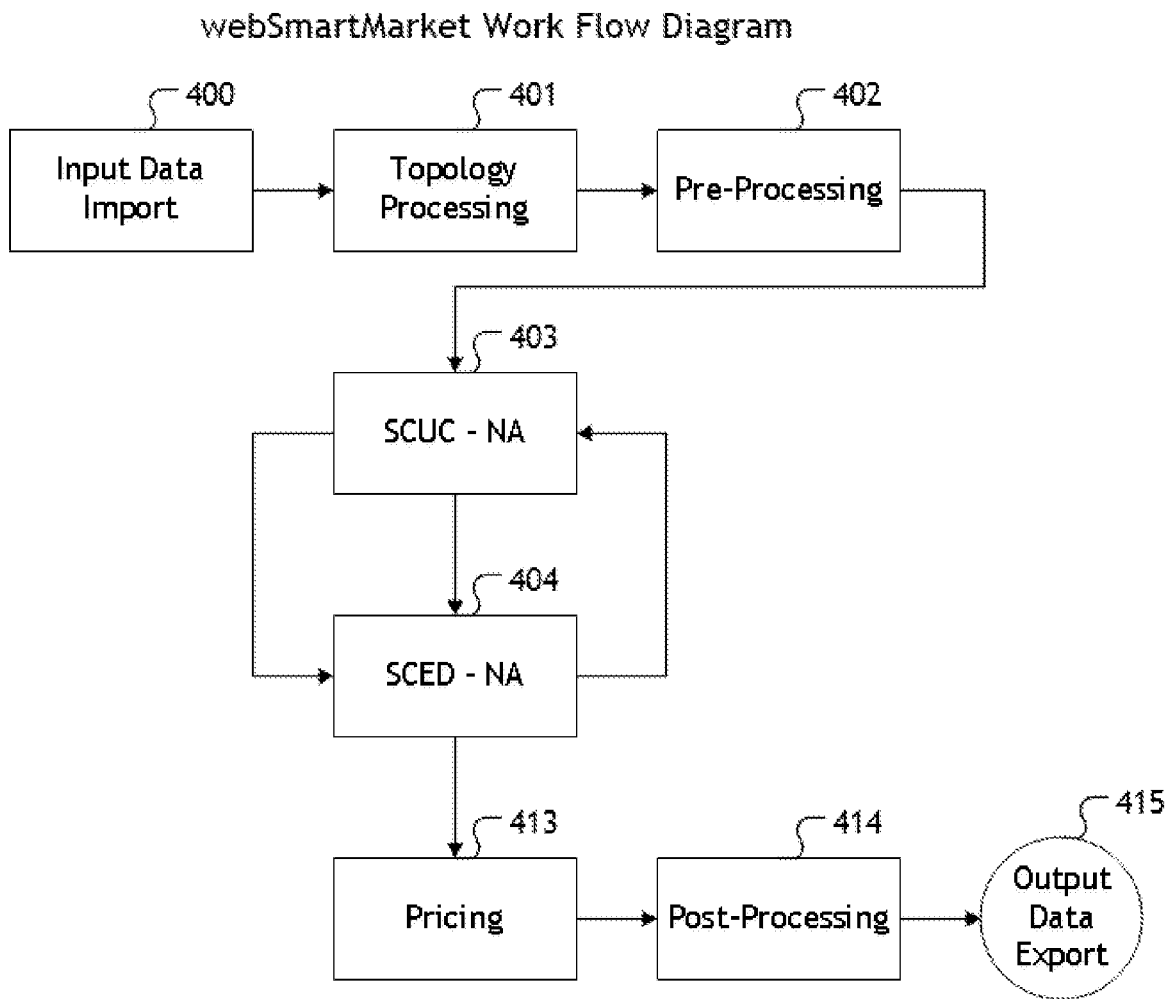 webSmartMarket Work Flow Diagram
400
401
402
Input Data
Import
Topology
Processing
Pre-Processing
403
SCUC - NA
404
SCED - NA
413
414
415
Pricing
Post-Processing
Output
Data
Export